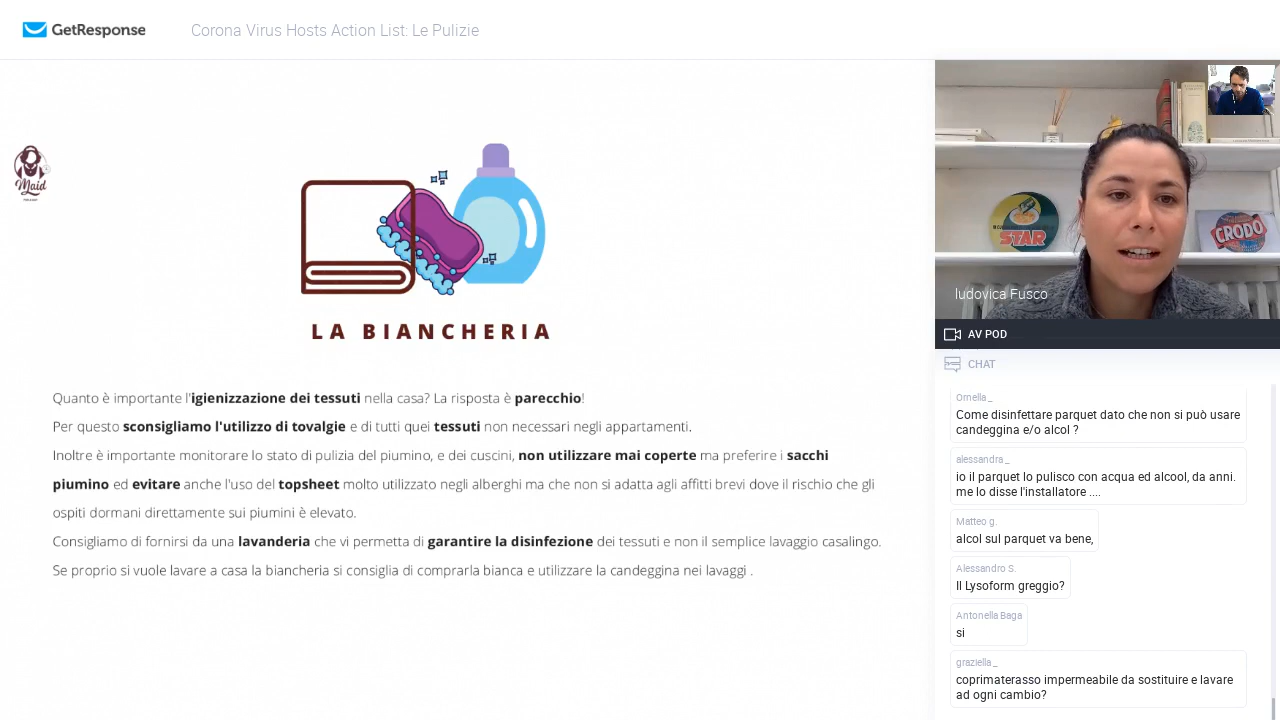 GetResponse
Corona Virus Hosts Action List: Le Pulizie
Maid
LA BIANCHERIA
Quanto è importante l'igienizzazione dei tessuti nella casa? La risposta è parecchio!
Per questo sconsigliamo l'utilizzo di tovalgie e di tutti quei tessuti non necessari negli appartamenti.
Inoltre è importante monitorare lo stato di pulizia del piumino, e dei cuscini, non utilizzare mai coperte ma preferire i sacchi
piumino ed evitare anche l'uso del topsheet molto utilizzato negli alberghi ma che non si adatta agli affitti brevi dove il rischio che gli
ospiti dormani direttamente sui piumini è elevato.
Consigliamo di fornirsi da una lavanderia che vi permetta di garantire la disinfezione dei tessuti e non il semplice lavaggio casalingo.
Se proprio si vuole lavare a casa la biancheria si consiglia di comprarla bianca e utilizzare la candeggina nei lavaggi .
STAR
CRODO
ludovica Fusco
AV POD
CHAT
Ornella _
Come disinfettare parquet dato che non si può usare
candeggina e/o alcol ?
alessandra _
io il parquet lo pulisco con acqua ed alcool, da anni.
me lo disse l'installatore ....
Matteo g.
alcol sul parquet va bene,
Alessandro S.
Il Lysoform greggio?
Antonella Baga
si
graziella _
coprimaterasso impermeabile da sostituire e lavare
ad ogni cambio?